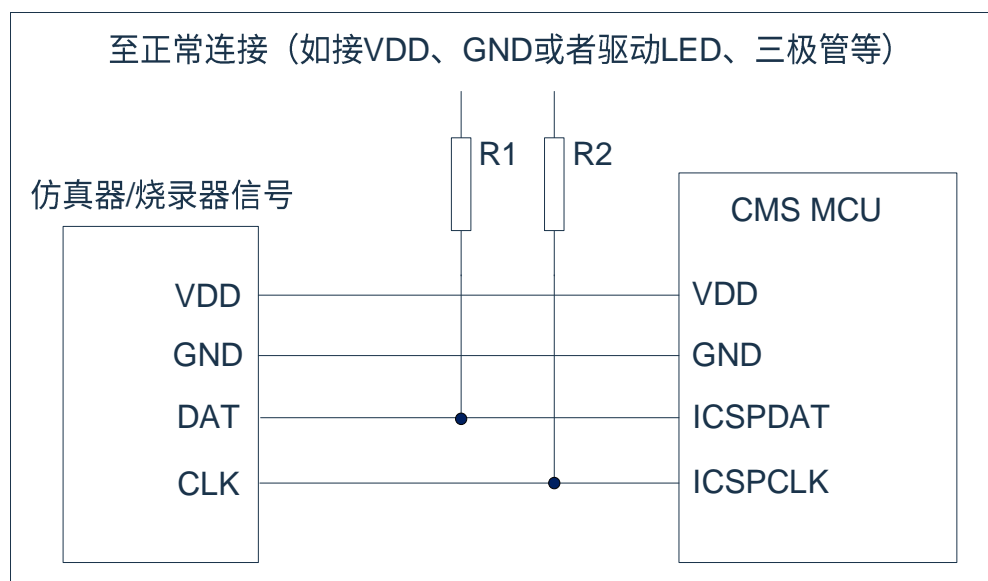 至正常连接（如接VDD、GND或者驱动LED、三极管等）
R1
R2
仿真器/烧录器信号
CMS MCU
VDD
VDD
GND
GND
DAT
ICSPDAT
CLK
ICSPCLK